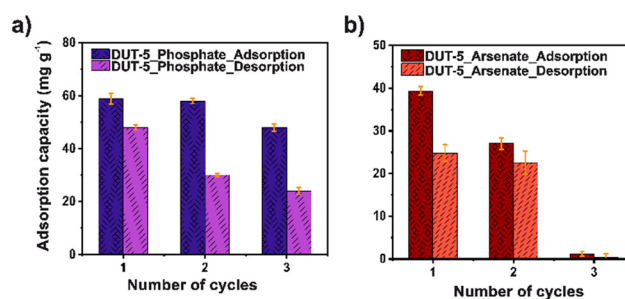 a)
DUT-5_Phosphate_Adsorption
DUT-5_Phosphate_Desorption
Adsorption capacity (mg g⁻¹)
80
60
40
20
0
1 2 3
Number of cycles
b)
DUT-5_Arsenate_Adsorption
DUT-5_Arsenate_Desorption
50
40
30
20
10
0
1 2 3
Number of cycles